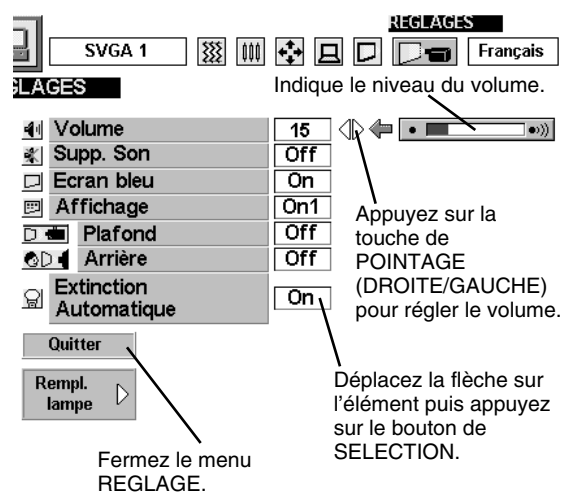 REGLAGES
SVGA 1
Français
GLAGES
Indique le niveau du volume.
Volume 15
Supp. Son Off
Ecran bleu On
Affichage On1
Plafond Off
Arrière Off
Extinction
Automatique On
Appuyez sur la
touche de
POINTAGE
(DROITE/GAUCHE)
pour régler le volume.
Quitter
Rempl.
lampe
Déplacez la flèche sur
l'élément puis appuyez
sur le bouton de
SELECTION.
Fermez le menu
REGLAGE.